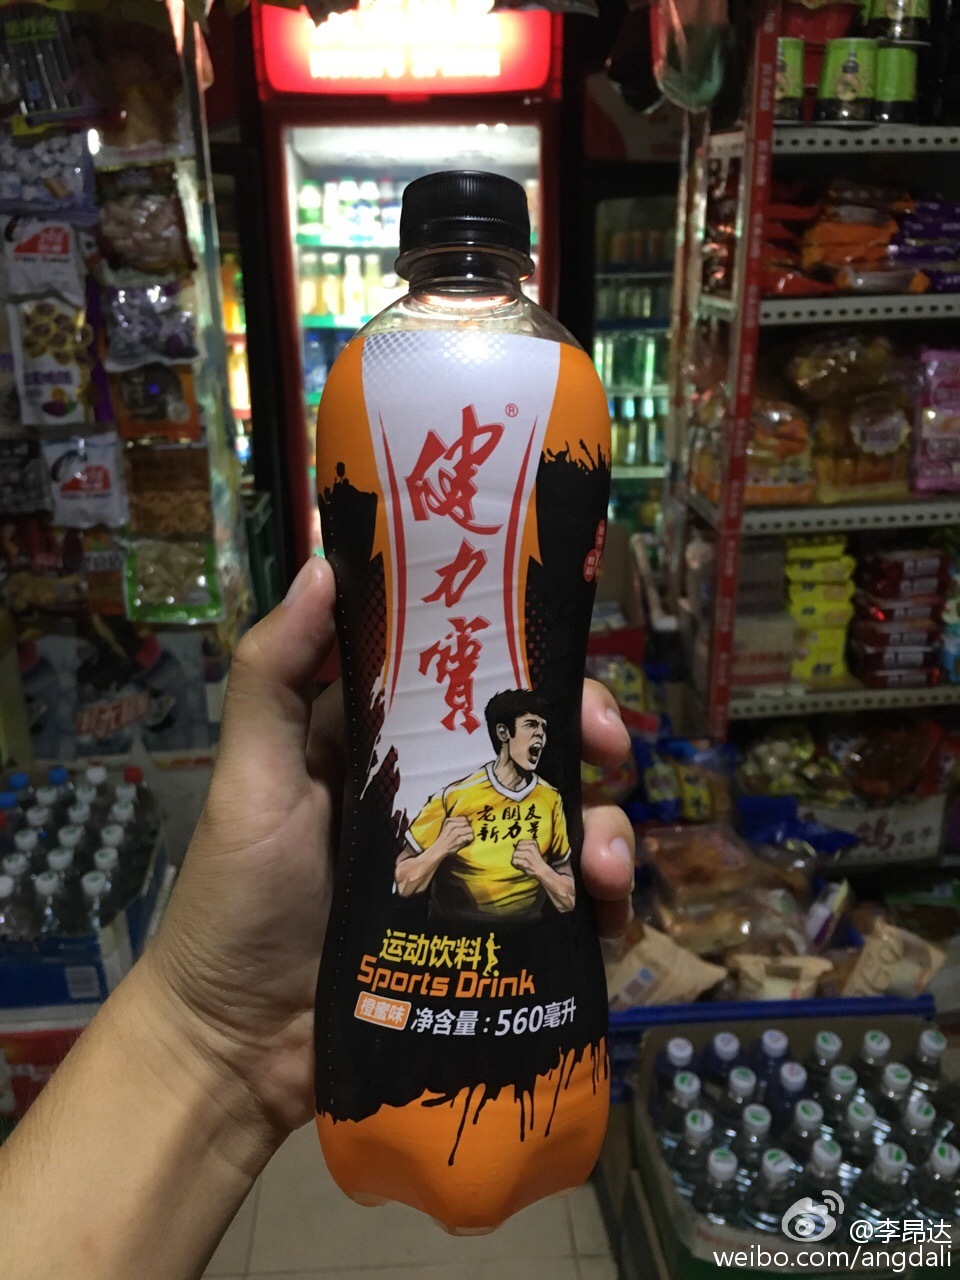 健力寶
®
老朋友
新力量
运动饮料
Sports Drink
橙蜜味 净含量:560毫升
@李昂达
weibo.com/angdali